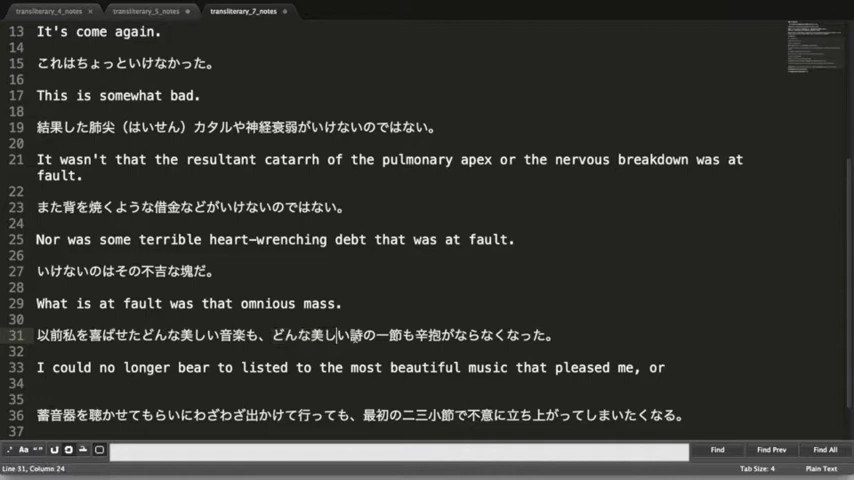 transliterary_4_notes × transliterary_5_notes transliterary_7_notes
13 It's come again.
14
15 これはちょっといけなかった。
16
17 This is somewhat bad.
18
19 結果した肺尖（はいせん）カタルや神経衰弱がいけないのではない。
20
21 It wasn't that the resultant catarrh of the pulmonary apex or the nervous breakdown was at
fault.
22
23 また背を焼くような借金などがいけないのではない。
24
25 Nor was some terrible heart-wrenching debt that was at fault.
26
27 いけないのはその不吉な塊だ。
28
29 What is at fault was that omnious mass.
30
31 以前私を喜ばせたどんな美しい音楽も、どんな美しい詩の一節も辛抱がならなくなった。
32
33 I could no longer bear to listed to the most beautiful music that pleased me, or
34
35
36 蓄音器を聴かせてもらいにわざわざ出かけて行っても、最初の二三小節で不意に立ち上がってしまいたくなる。
37
.* Aa “” Find Find Prev Find All
Line 31, Column 24 Tab Size: 4 Plain Text